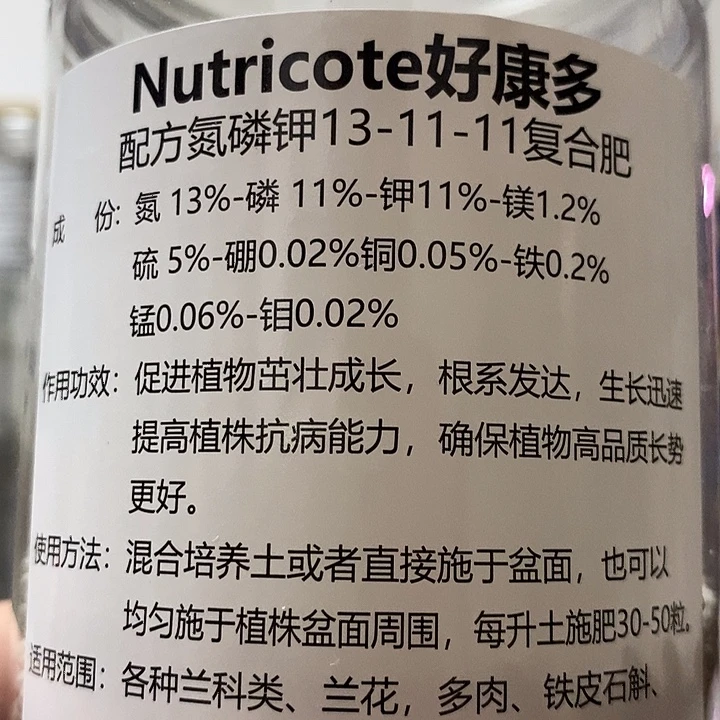 Nutricote好康多
配方氮磷钾13-11-11复合肥
成 份: 氮 13%-磷 11%-钾11%-镁1.2%
硫 5%-硼0.02%铜0.05%-铁0.2%
锰0.06%-钼0.02%
作用功效: 促进植物茁壮成长，根系发达，生长迅速
提高植株抗病能力，确保植物高品质长势
更好。
使用方法: 混合培养土或者直接施于盆面，也可以
均匀施于植株盆面周围，每升土施肥30-50粒。
适用范围: 各种兰科类、兰花，多肉、铁皮石斛、